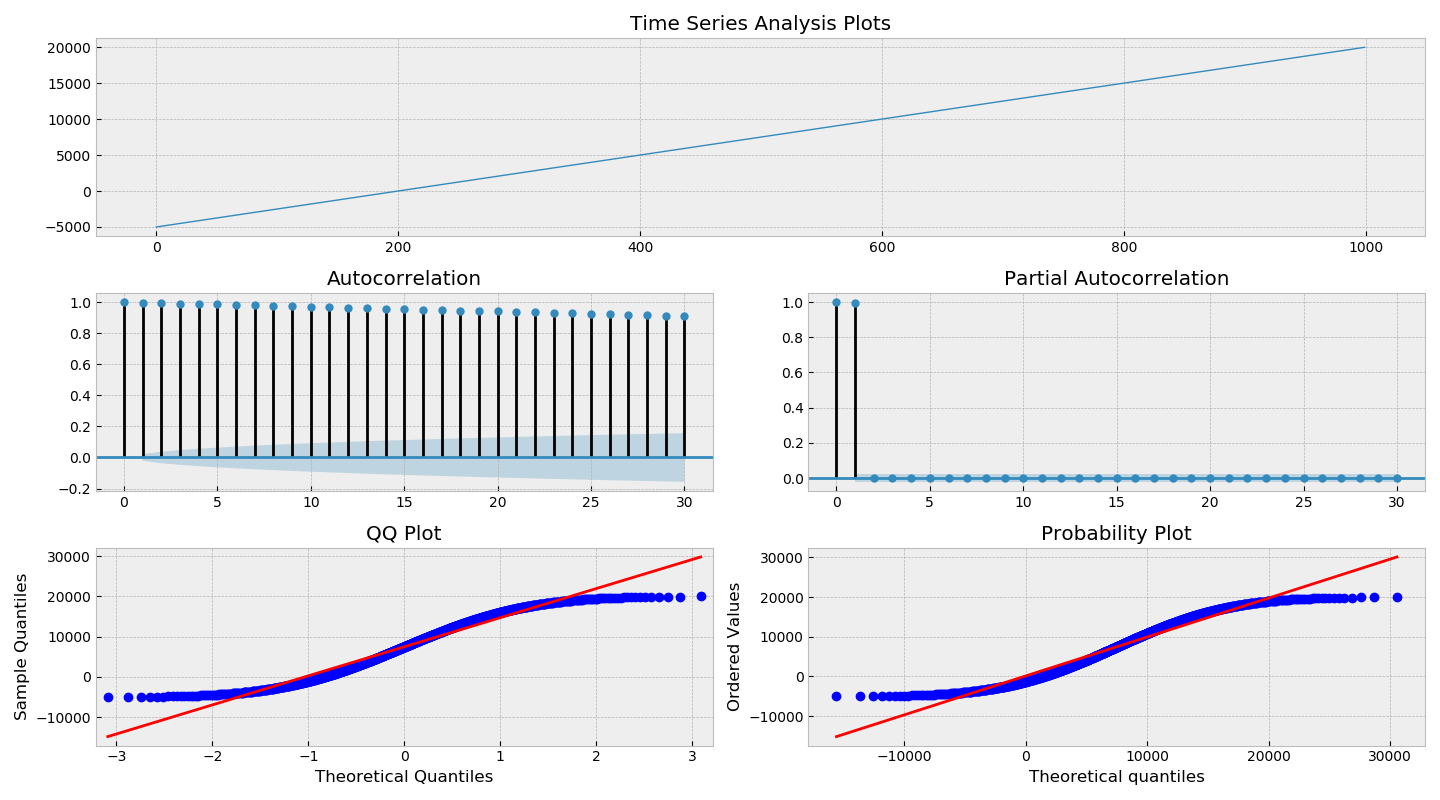 Time Series Analysis Plots
20000
15000
10000
5000
0
−5000
0 200 400 600 800 1000
Autocorrelation
1.0
0.8
0.6
0.4
0.2
0.0
−0.2
0 5 10 15 20 25 30
Partial Autocorrelation
1.0
0.8
0.6
0.4
0.2
0.0
0 5 10 15 20 25 30
QQ Plot
Sample Quantiles
30000
20000
10000
0
−10000
−3 −2 −1 0 1 2 3
Theoretical Quantiles
Probability Plot
Ordered Values
30000
20000
10000
0
−10000
−10000 0 10000 20000 30000
Theoretical quantiles